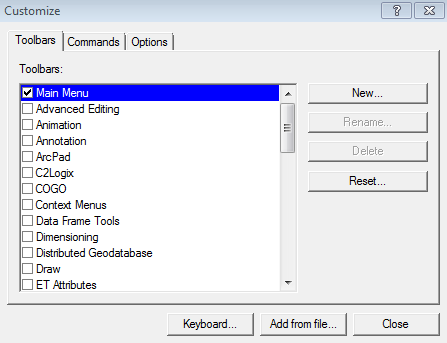 Customize
Toolbars
Commands
Options
Toolbars:
Main Menu
Advanced Editing
Animation
Annotation
ArcPad
C2Logix
COGO
Context Menus
Data Frame Tools
Dimensioning
Distributed Geodatabase
Draw
ET Attributes
New...
Rename...
Delete
Reset...
Keyboard...
Add from file...
Close